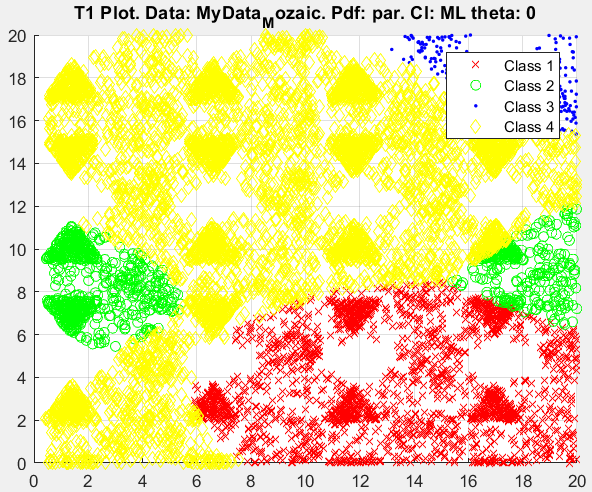 T1 Plot. Data: MyData_Mozaic. Pdf: par. Cl: ML theta: 0
20
18
16
14
12
10
8
6
4
2
0
Class 1
Class 2
Class 3
Class 4
0 2 4 6 8 10 12 14 16 18 20